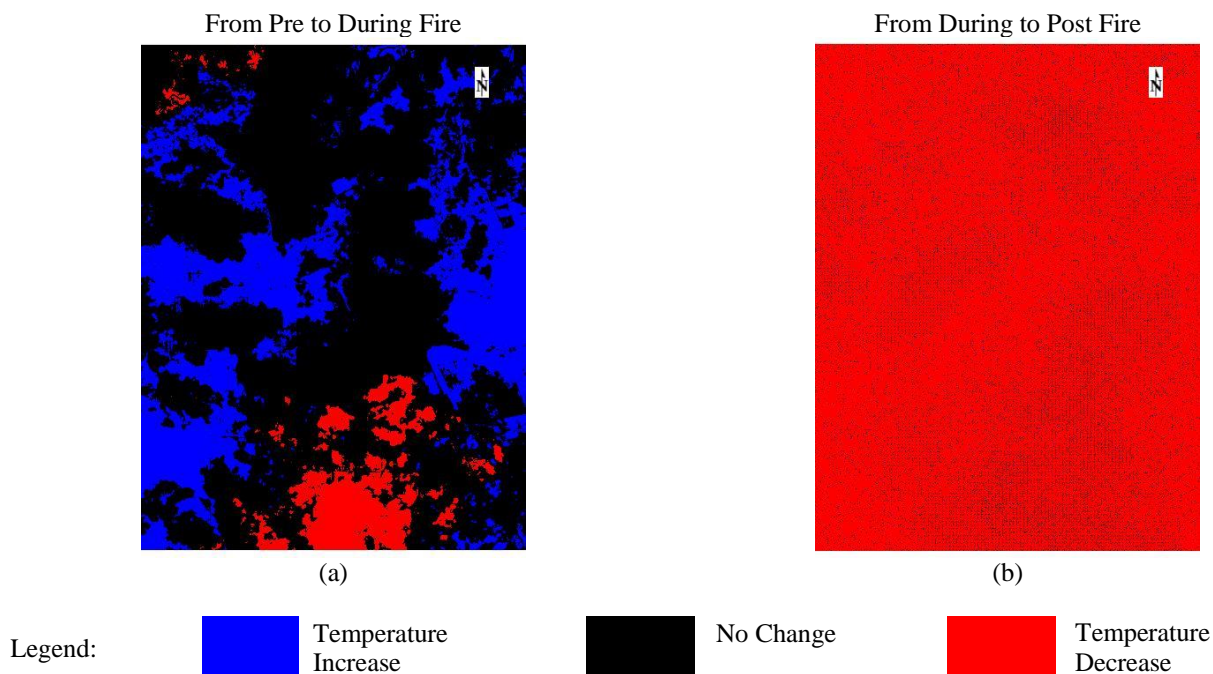 From Pre to During Fire
From During to Post Fire
N
N
(a)
(b)
Legend:
Temperature
Increase
No Change
Temperature
Decrease